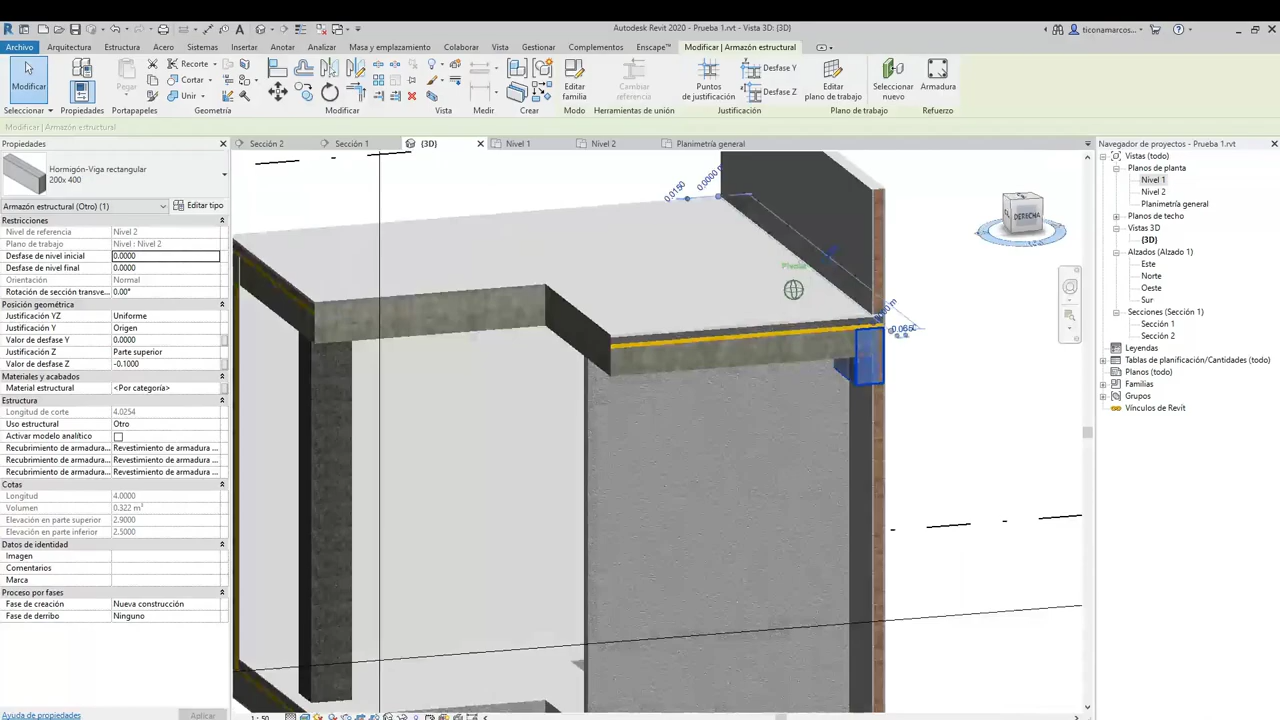 Autodesk Revit 2020 - Prueba 1.rvt - Vista 3D: {3D}
ticonamarcos...
Archivo Arquitectura Estructura Acero Sistemas Insertar Anotar Analizar Masa y emplazamiento Colaborar Vista Gestionar Complementos Enscape™ Modificar | Armazón estructural
Modificar
Propiedades
Pegar
Recorte
Cortar
Unir
Editar familia
Cambiar referencia
Puntos de justificación
Desfase Y
Desfase Z
Editar plano de trabajo
Seleccionar nuevo
Armadura
Seleccionar Propiedades Portapapeles Geometría Modificar Vista Medir Crear Modo Herramientas de unión Justificación Plano de trabajo Refuerzo
Modificar | Armazón estructural
Propiedades
Sección 2 Sección 1 {3D} Nivel 1 Nivel 2 Planimetría general
Hormigón-Viga rectangular
200x 400
Armazón estructural (Otro) (1) Editar tipo
Restricciones
Nivel de referencia Nivel 2
Plano de trabajo Nivel : Nivel 2
Desfase de nivel inicial 0.0000
Desfase de nivel final 0.0000
Orientación Normal
Rotación de sección transve... 0.00°
Posición geométrica
Justificación YZ Uniforme
Justificación Y Origen
Valor de desfase Y 0.0000
Justificación Z Parte superior
Valor de desfase Z -0.1000
Materiales y acabados
Material estructural <Por categoría>
Estructura
Longitud de corte 4.0254
Uso estructural Otro
Activar modelo analítico
Recubrimiento de armadura... Revestimiento de armadura ...
Recubrimiento de armadura... Revestimiento de armadura ...
Recubrimiento de armadura... Revestimiento de armadura ...
Cotas
Longitud 4.0000
Volumen 0.322 m³
Elevación en parte superior 2.9000
Elevación en parte inferior 2.5000
Datos de identidad
Imagen
Comentarios
Marca
Proceso por fases
Fase de creación Nueva construcción
Fase de derribo Ninguno
Ayuda de propiedades Aplicar
0.0150
DERECHA
1 : 50
Navegador de proyectos - Prueba 1.rvt
Vistas (todo)
Planos de planta
Nivel 1
Nivel 2
Planimetría general
Planos de techo
Vistas 3D
{3D}
Alzados (Alzado 1)
Este
Norte
Oeste
Sur
Secciones (Sección 1)
Sección 1
Sección 2
Leyendas
Tablas de planificación/Cantidades (todo)
Planos (todo)
Familias
Grupos
Vínculos de Revit